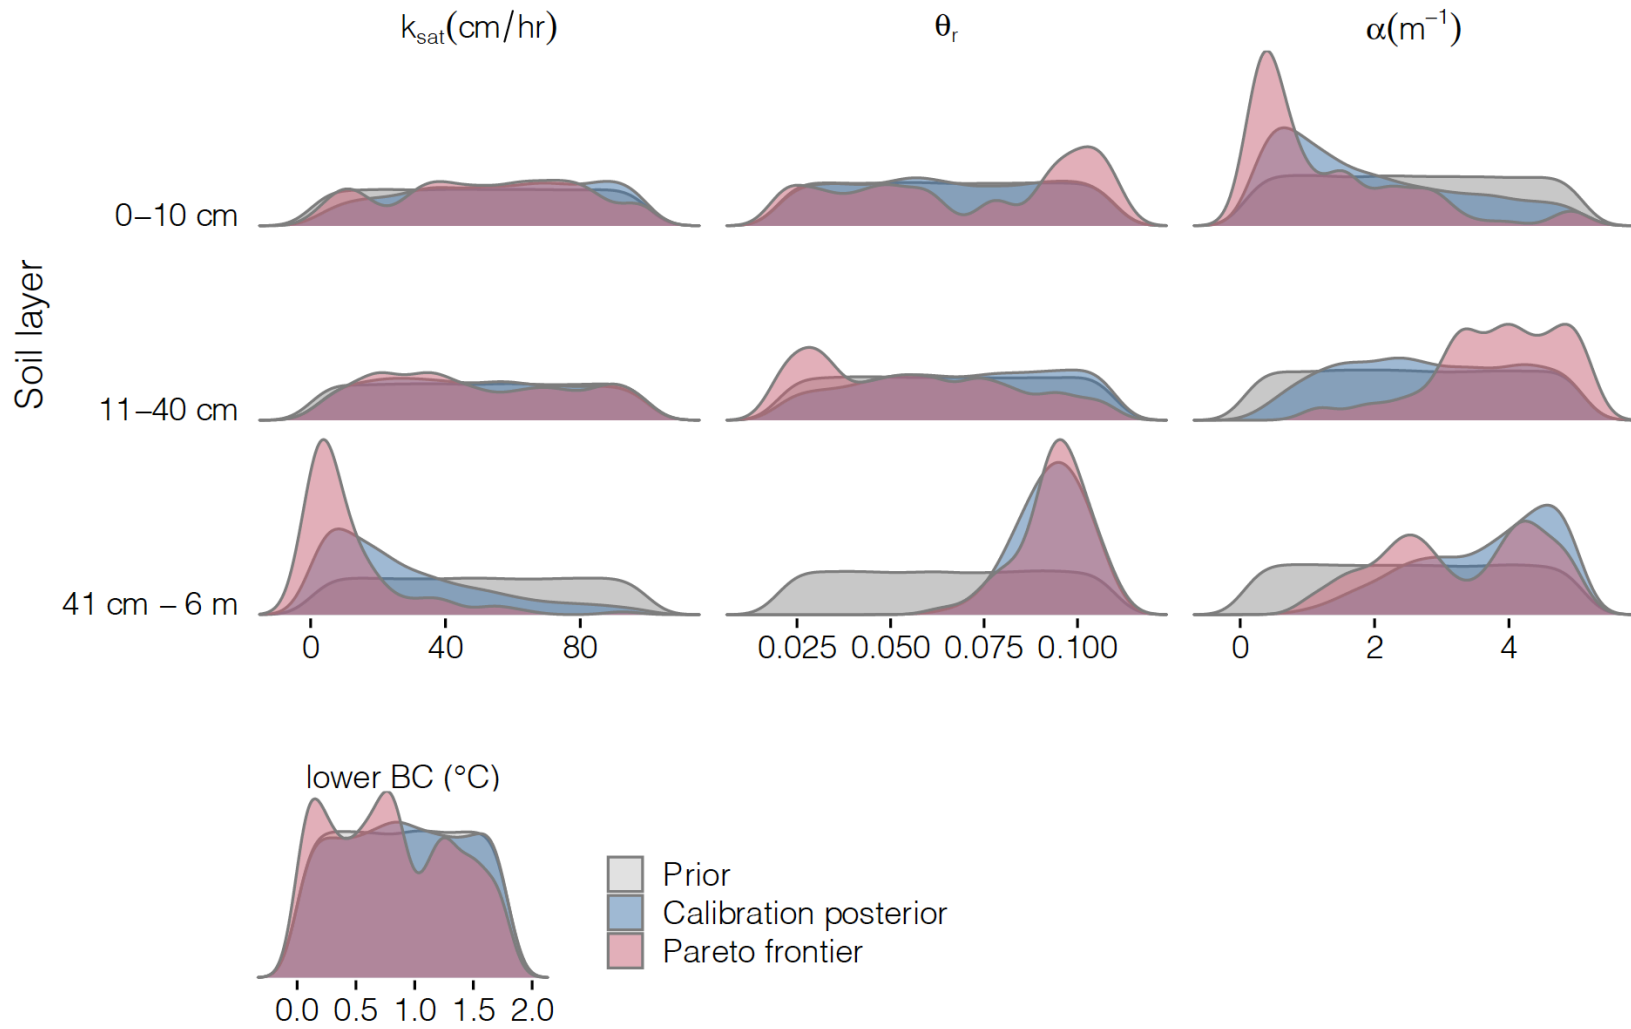 k_sat(cm/hr) θ_r α(m⁻¹)
Soil layer
0–10 cm
11–40 cm
41 cm – 6 m
0 40 80 0.025 0.050 0.075 0.100 0 2 4
lower BC (°C)
Prior
Calibration posterior
Pareto frontier
0.0 0.5 1.0 1.5 2.0